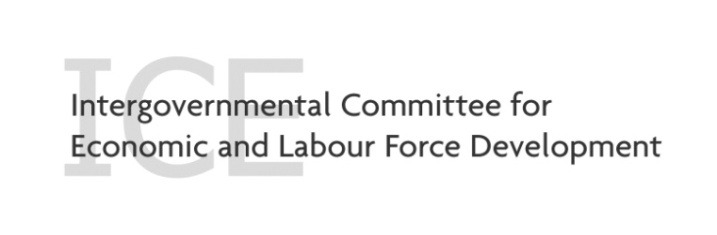 ICE
Intergovernmental Committee for
Economic and Labour Force Development